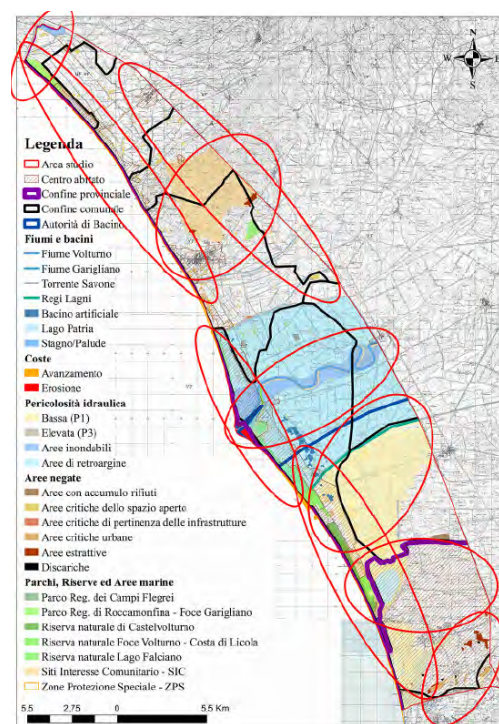 N
W E
S
Legenda
Area studio
Centro abitato
Confine provinciale
Confine comunale
Autorità di Bacino
Fiumi e bacini
Fiume Volturno
Fiume Garigliano
Torrente Savone
Regi Lagni
Bacino artificiale
Lago Patria
Stagno/Palude
Coste
Avanzamento
Erosione
Pericolosità idraulica
Bassa (P1)
Elevata (P3)
Aree inondabili
Aree di retroargine
Aree negate
Aree con accumulo rifiuti
Aree critiche dello spazio aperto
Aree critiche di pertinenza delle infrastrutture
Aree critiche urbane
Aree estrattive
Discariche
Parchi, Riserve ed Aree marine
Parco Reg. dei Campi Flegrei
Parco Reg. di Roccamonfina - Foce Garigliano
Riserva naturale di Castelvolturno
Riserva naturale Foce Volturno - Costa di Licola
Riserva naturale Lago Falciano
Siti Interesse Comunitario - SIC
Zone Protezione Speciale - ZPS
5.5 2.75 0 5.5 Km